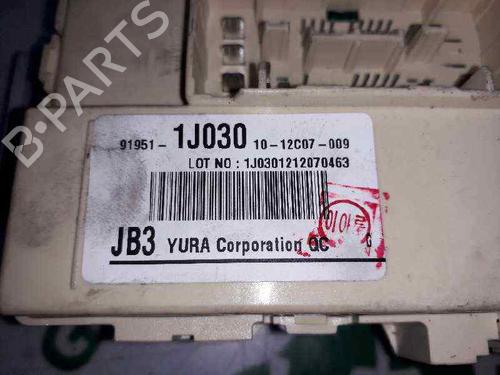 91951- 1J030 10-12C07-009
LOT NO : 1J0301212070463
JB3 YURA Corporation QC
B-PARTS